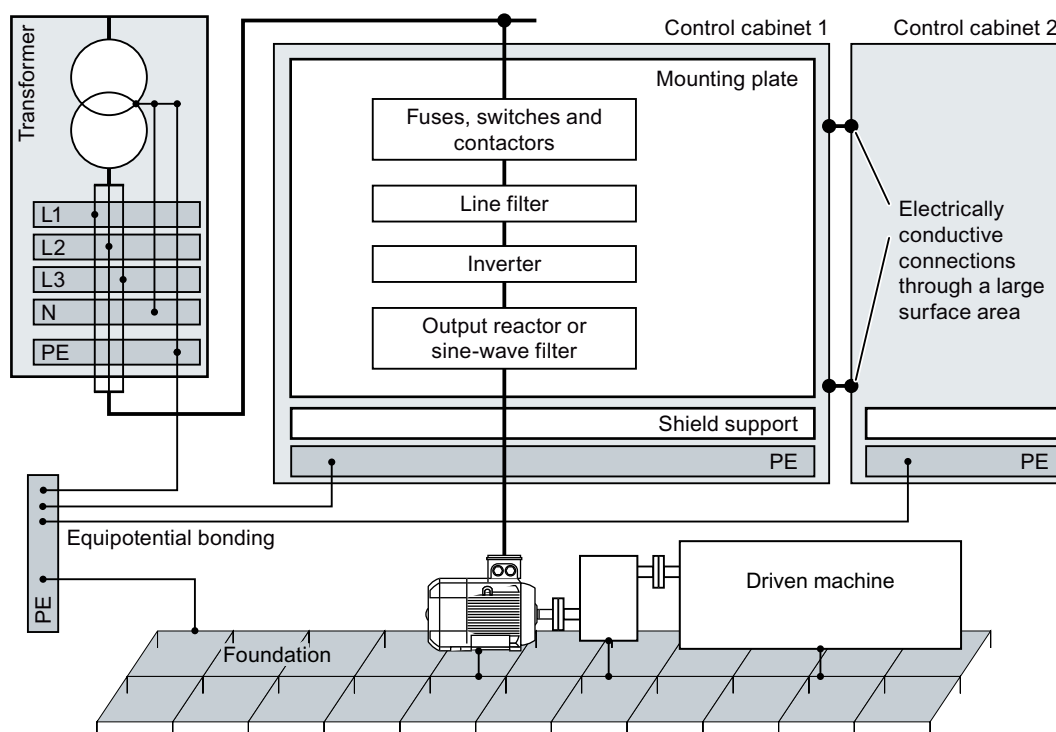 Transformer
Control cabinet 1
Control cabinet 2
Mounting plate
Fuses, switches and
contactors
Line filter
Inverter
Output reactor or
sine-wave filter
L1
L2
L3
N
PE
Electrically
conductive
connections
through a large
surface area
Shield support
PE
PE
Equipotential bonding
PE
Driven machine
Foundation